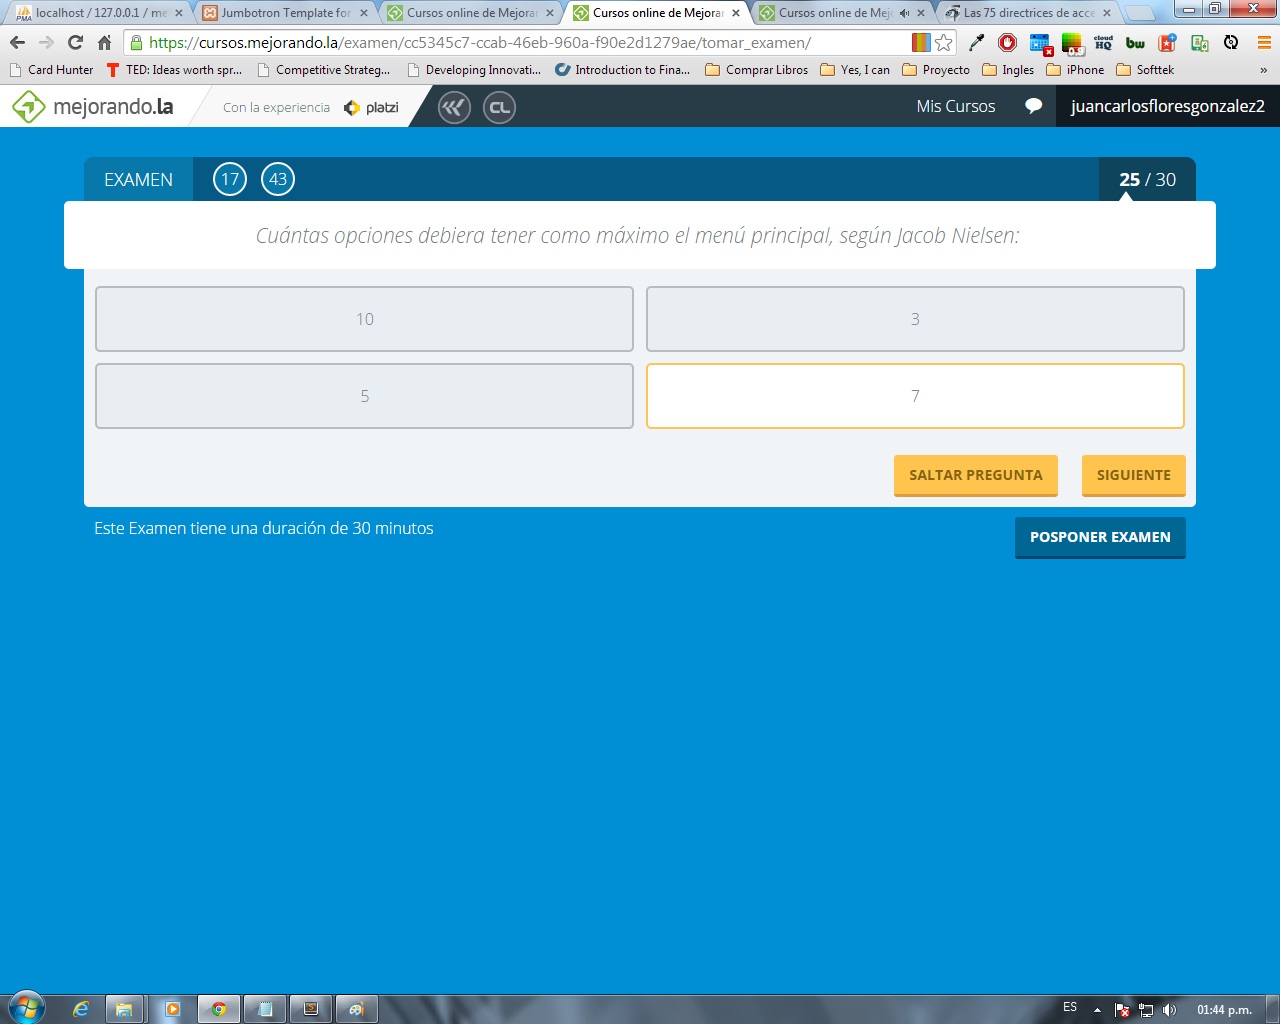 localhost / 127.0.0.1 / me
Jumbotron Template for
Cursos online de Mejorar
Cursos online de Mejorar
Cursos online de Mej
Las 75 directrices de acce
https://cursos.mejorando.la/examen/cc5345c7-ccab-46eb-960a-f90e2d1279ae/tomar_examen/
cloud HQ
bw
Card Hunter
TED: Ideas worth spr...
Competitive Strateg...
Developing Innovati...
Introduction to Fina...
Comprar Libros
Yes, I can
Proyecto
Ingles
iPhone
Softtek
»
mejorando.la
Con la experiencia
platzi
CL
Mis Cursos
juancarlosfloresgonzalez2
EXAMEN
17
43
25 / 30
Cuántas opciones debiera tener como máximo el menú principal, según Jacob Nielsen:
10
3
5
7
SALTAR PREGUNTA
SIGUIENTE
Este Examen tiene una duración de 30 minutos
POSPONER EXAMEN
ES
01:44 p.m.